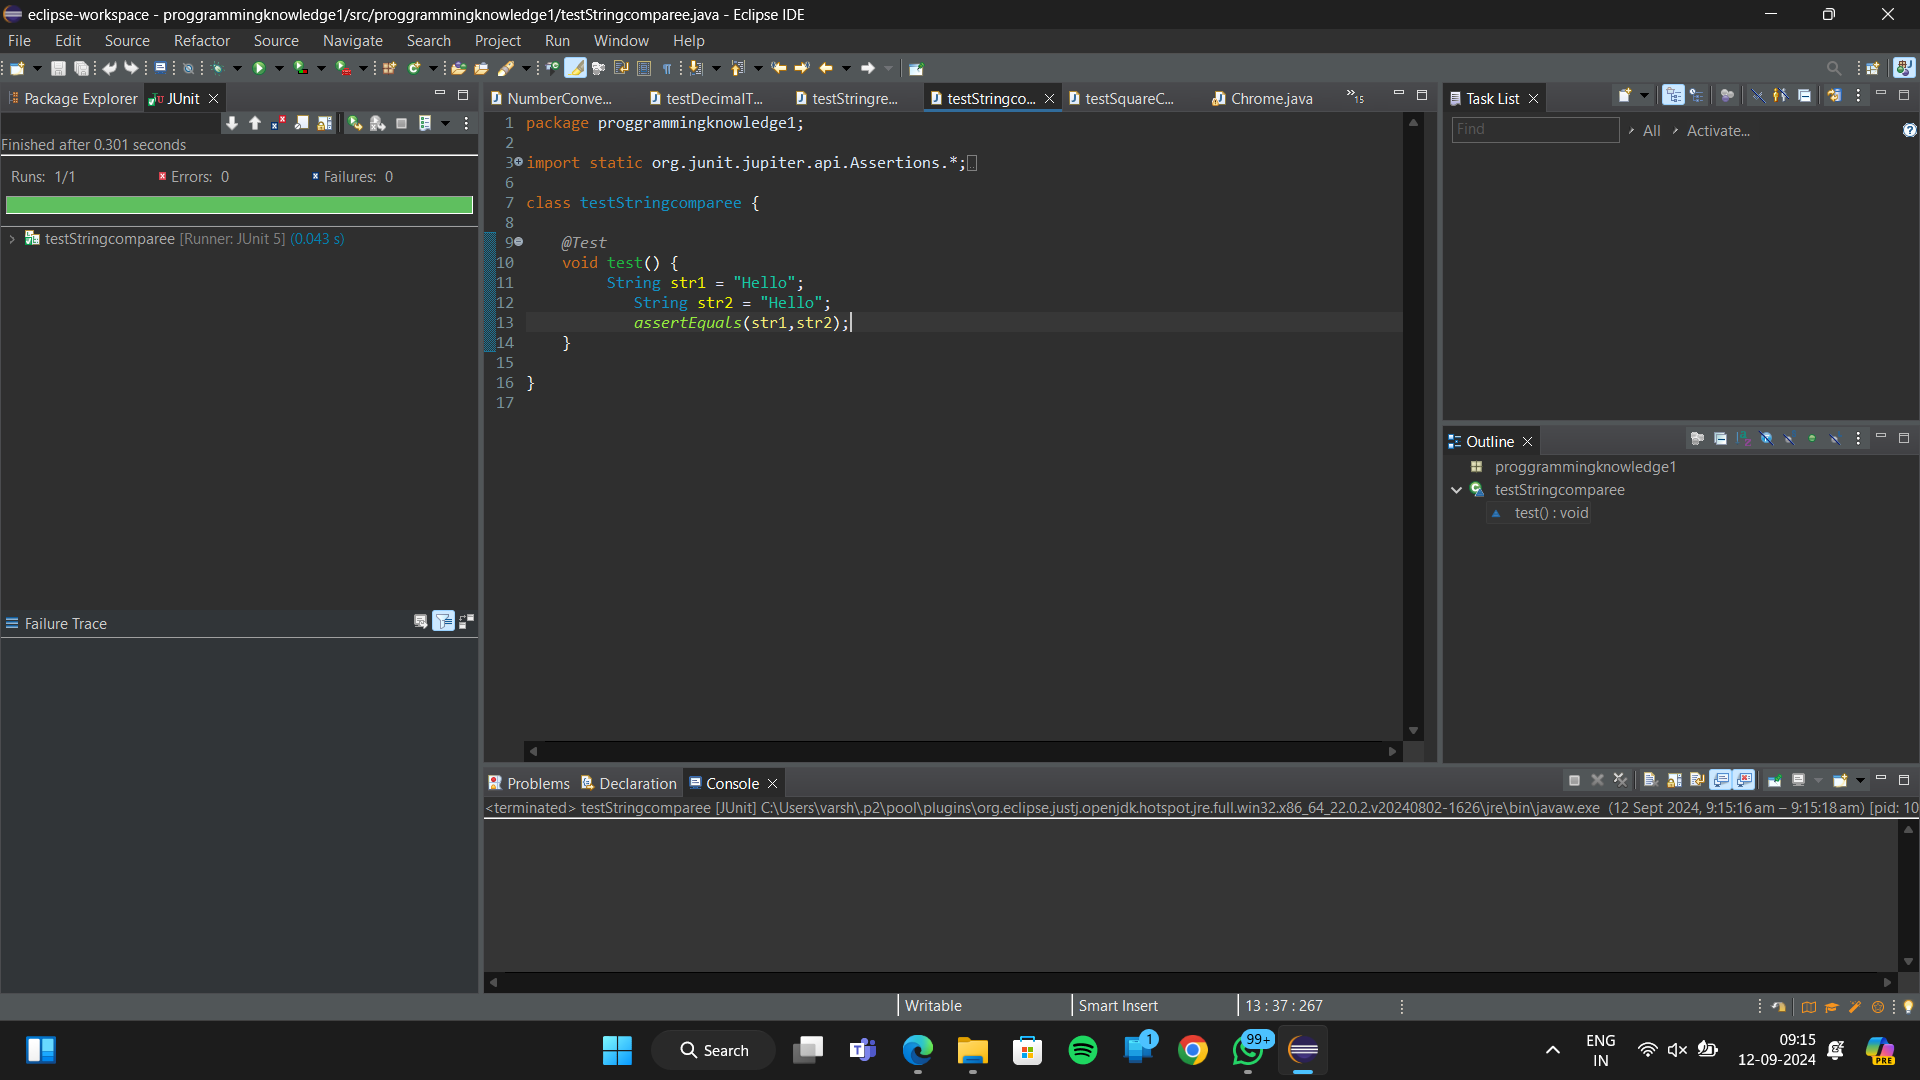 eclipse-workspace - proggrammingknowledge1/src/proggrammingknowledge1/testStringcomparee.java - Eclipse IDE
File Edit Source Refactor Source Navigate Search Project Run Window Help
Package Explorer JUnit
Finished after 0.301 seconds
Runs: 1/1 Errors: 0 Failures: 0
testStringcomparee [Runner: JUnit 5] (0.043 s)
Failure Trace
NumberConve... testDecimalT... testStringre... testStringco... testSquareC... Chrome.java »15
1 package proggrammingknowledge1;
2
3 import static org.junit.jupiter.api.Assertions.*;
6
7 class testStringcomparee {
8
9 @Test
10 void test() {
11 String str1 = "Hello";
12 String str2 = "Hello";
13 assertEquals(str1,str2);
14 }
15
16 }
17
Task List
Find All Activate...
Outline
proggrammingknowledge1
testStringcomparee
test() : void
Problems Declaration Console
<terminated> testStringcomparee [JUnit] C:\Users\varsh\.p2\pool\plugins\org.eclipse.justj.openjdk.hotspot.jre.full.win32.x86_64_22.0.2.v20240802-1626\jre\bin\javaw.exe (12 Sept 2024, 9:15:16 am – 9:15:18 am) [pid: 10
Writable Smart Insert 13 : 37 : 267
Search
1
99+
ENG
IN
09:15
12-09-2024
PRE